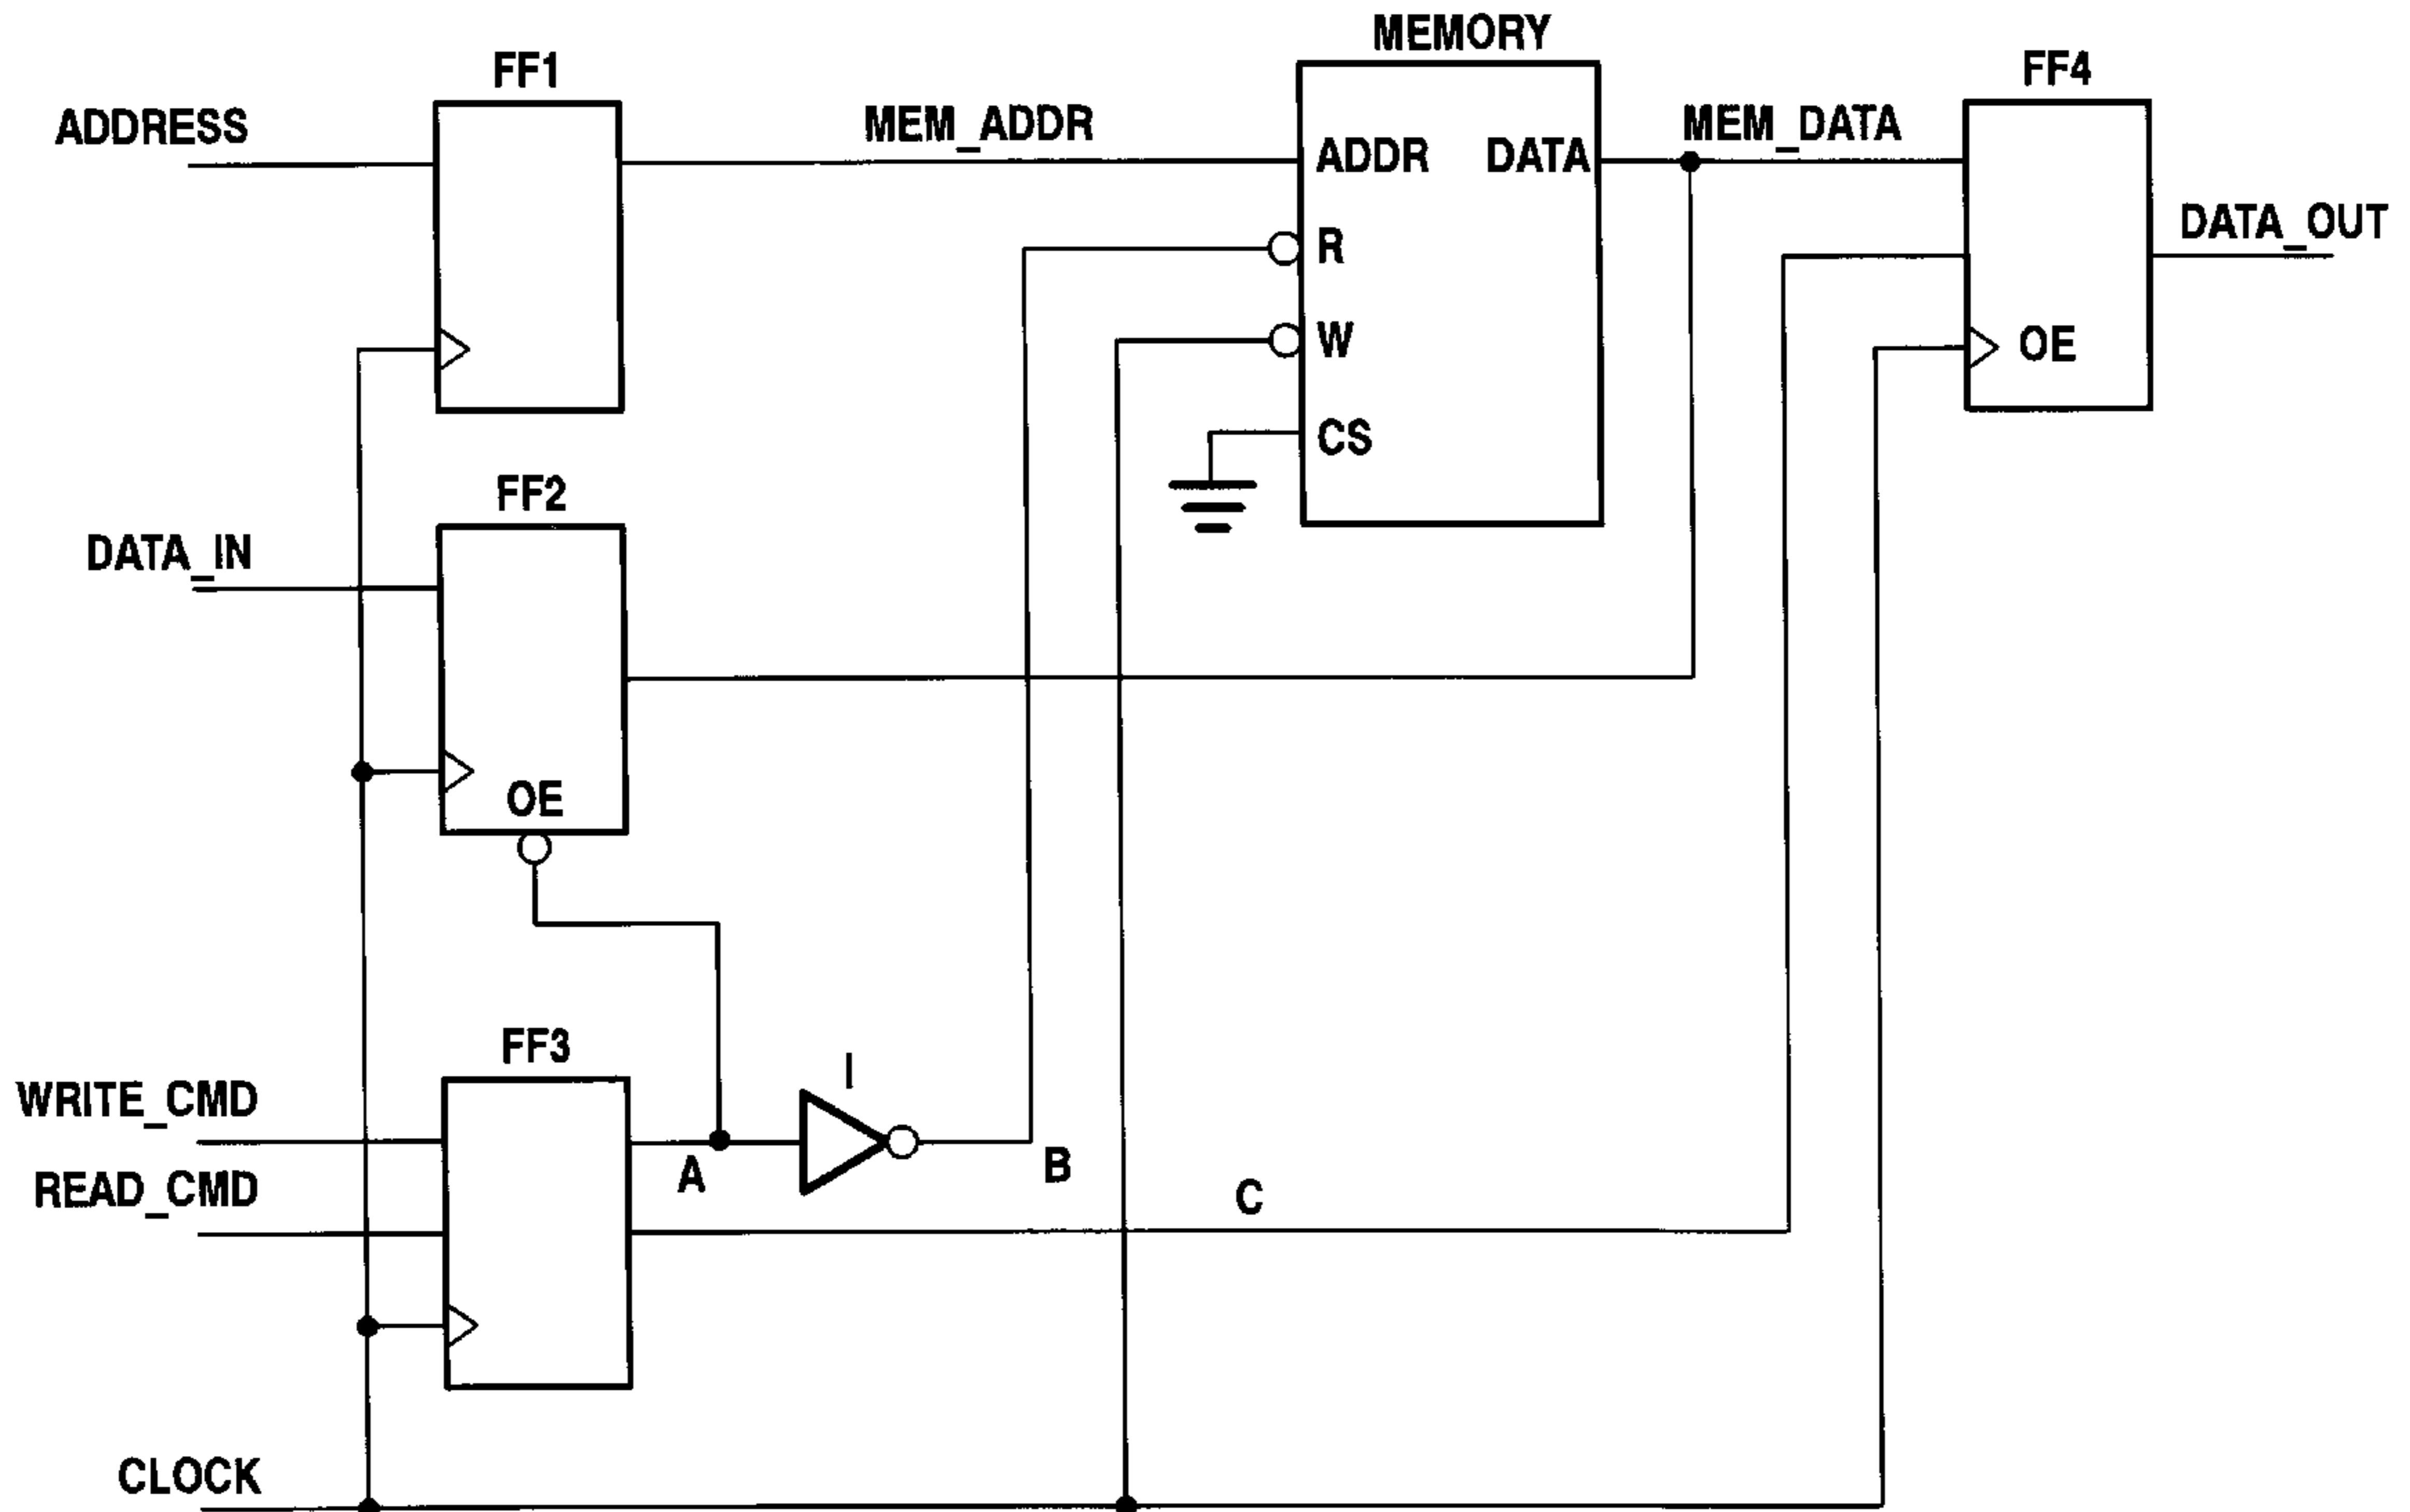 MEMORY
FF1
FF4
ADDRESS
MEM_ADDR
MEM_DATA
ADDR
DATA
DATA_OUT
R
W
OE
CS
FF2
DATA_IN
OE
FF3
I
WRITE_CMD
A
B
READ_CMD
C
CLOCK